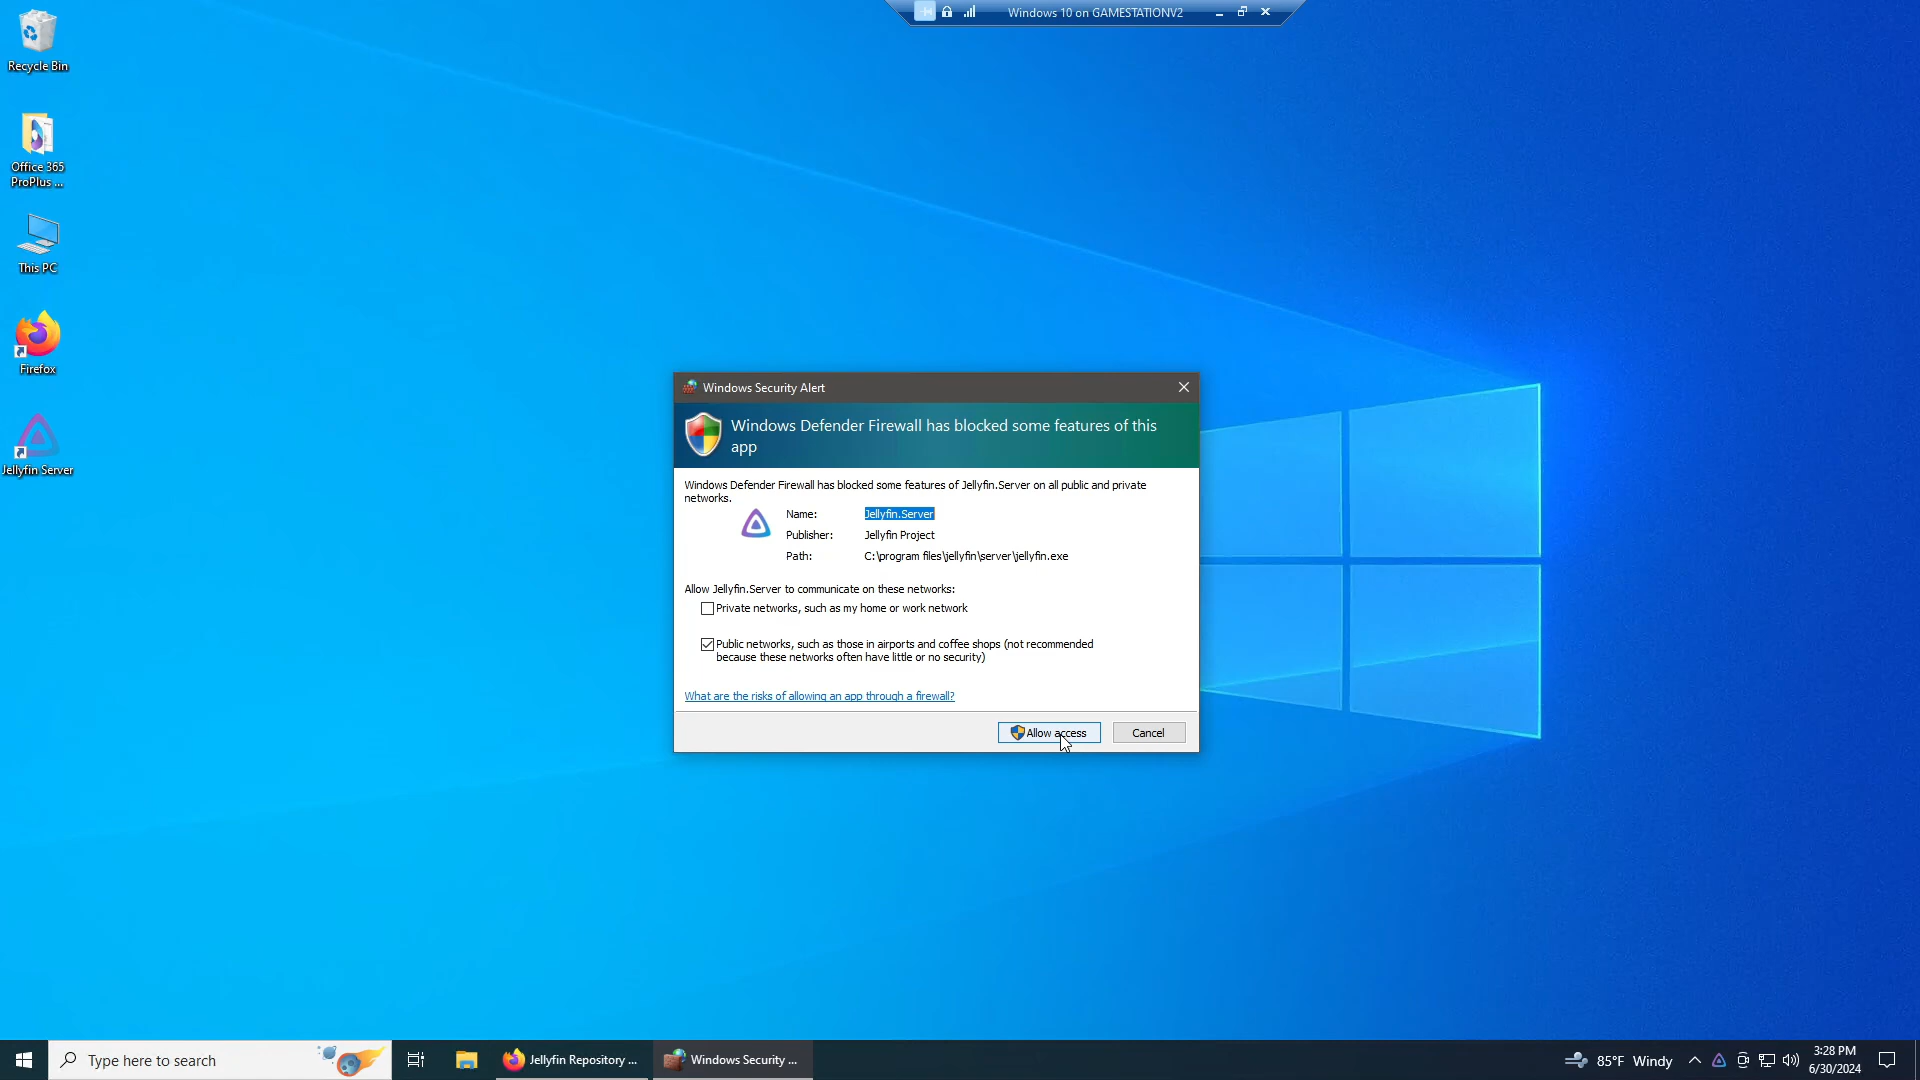 Windows 10 on GAMESTATIONV2
Recycle Bin
Office 365
ProPlus ...
This PC
Firefox
Jellyfin Server
Windows Security Alert
Windows Defender Firewall has blocked some features of this
app
Windows Defender Firewall has blocked some features of Jellyfin.Server on all public and private
networks.
Name: Jellyfin.Server
Publisher: Jellyfin Project
Path: C:\program files\jellyfin\server\jellyfin.exe
Allow Jellyfin.Server to communicate on these networks:
Private networks, such as my home or work network
Public networks, such as those in airports and coffee shops (not recommended
because these networks often have little or no security)
What are the risks of allowing an app through a firewall?
Allow access Cancel
Type here to search
Jellyfin Repository ...
Windows Security ...
85°F Windy
3:28 PM
6/30/2024